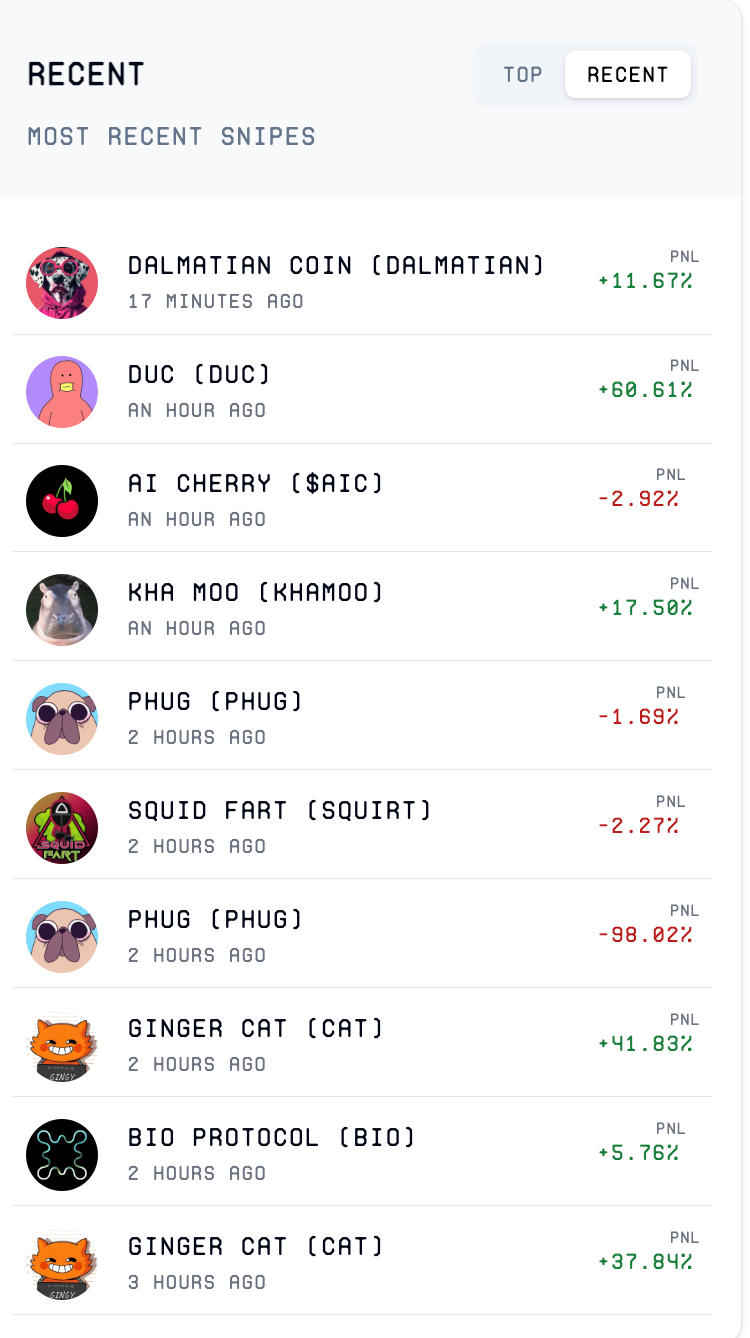 RECENT
TOP
RECENT
MOST RECENT SNIPES
DALMATIAN COIN (DALMATIAN)
17 MINUTES AGO
PNL
+11.67%
DUC (DUC)
AN HOUR AGO
PNL
+60.61%
AI CHERRY ($AIC)
AN HOUR AGO
PNL
-2.92%
KHA MOO (KHAMOO)
AN HOUR AGO
PNL
+17.50%
PHUG (PHUG)
2 HOURS AGO
PNL
-1.69%
SQUID FART (SQUIRT)
2 HOURS AGO
PNL
-2.27%
SQUID
FART
PHUG (PHUG)
2 HOURS AGO
PNL
-98.02%
GINGER CAT (CAT)
2 HOURS AGO
PNL
+41.83%
GINGY
BIO PROTOCOL (BIO)
2 HOURS AGO
PNL
+5.76%
GINGER CAT (CAT)
3 HOURS AGO
PNL
+37.84%
GINGY